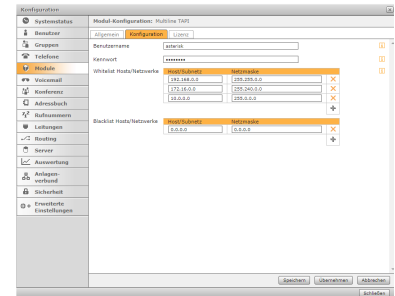 Konfiguration
Systemstatus
Benutzer
Gruppen
Telefone
Module
Voicemail
Konferenz
Adressbuch
Rufnummern
Leitungen
Routing
Server
Auswertung
Anlagen-
verbund
Sicherheit
Erweiterte
Einstellungen
Modul-Konfiguration: Multiline TAPI
Allgemein Konfiguration Lizenz
Benutzername asterisk
Kennwort ••••••••
Whitelist Hosts/Netzwerke Host/Subnetz Netzmaske
192.168.0.0 255.255.0.0
172.16.0.0 255.240.0.0
10.0.0.0 255.0.0.0
Blacklist Hosts/Netzwerke Host/Subnetz Netzmaske
0.0.0.0 0.0.0.0
Speichern Übernehmen Abbrechen
Schließen